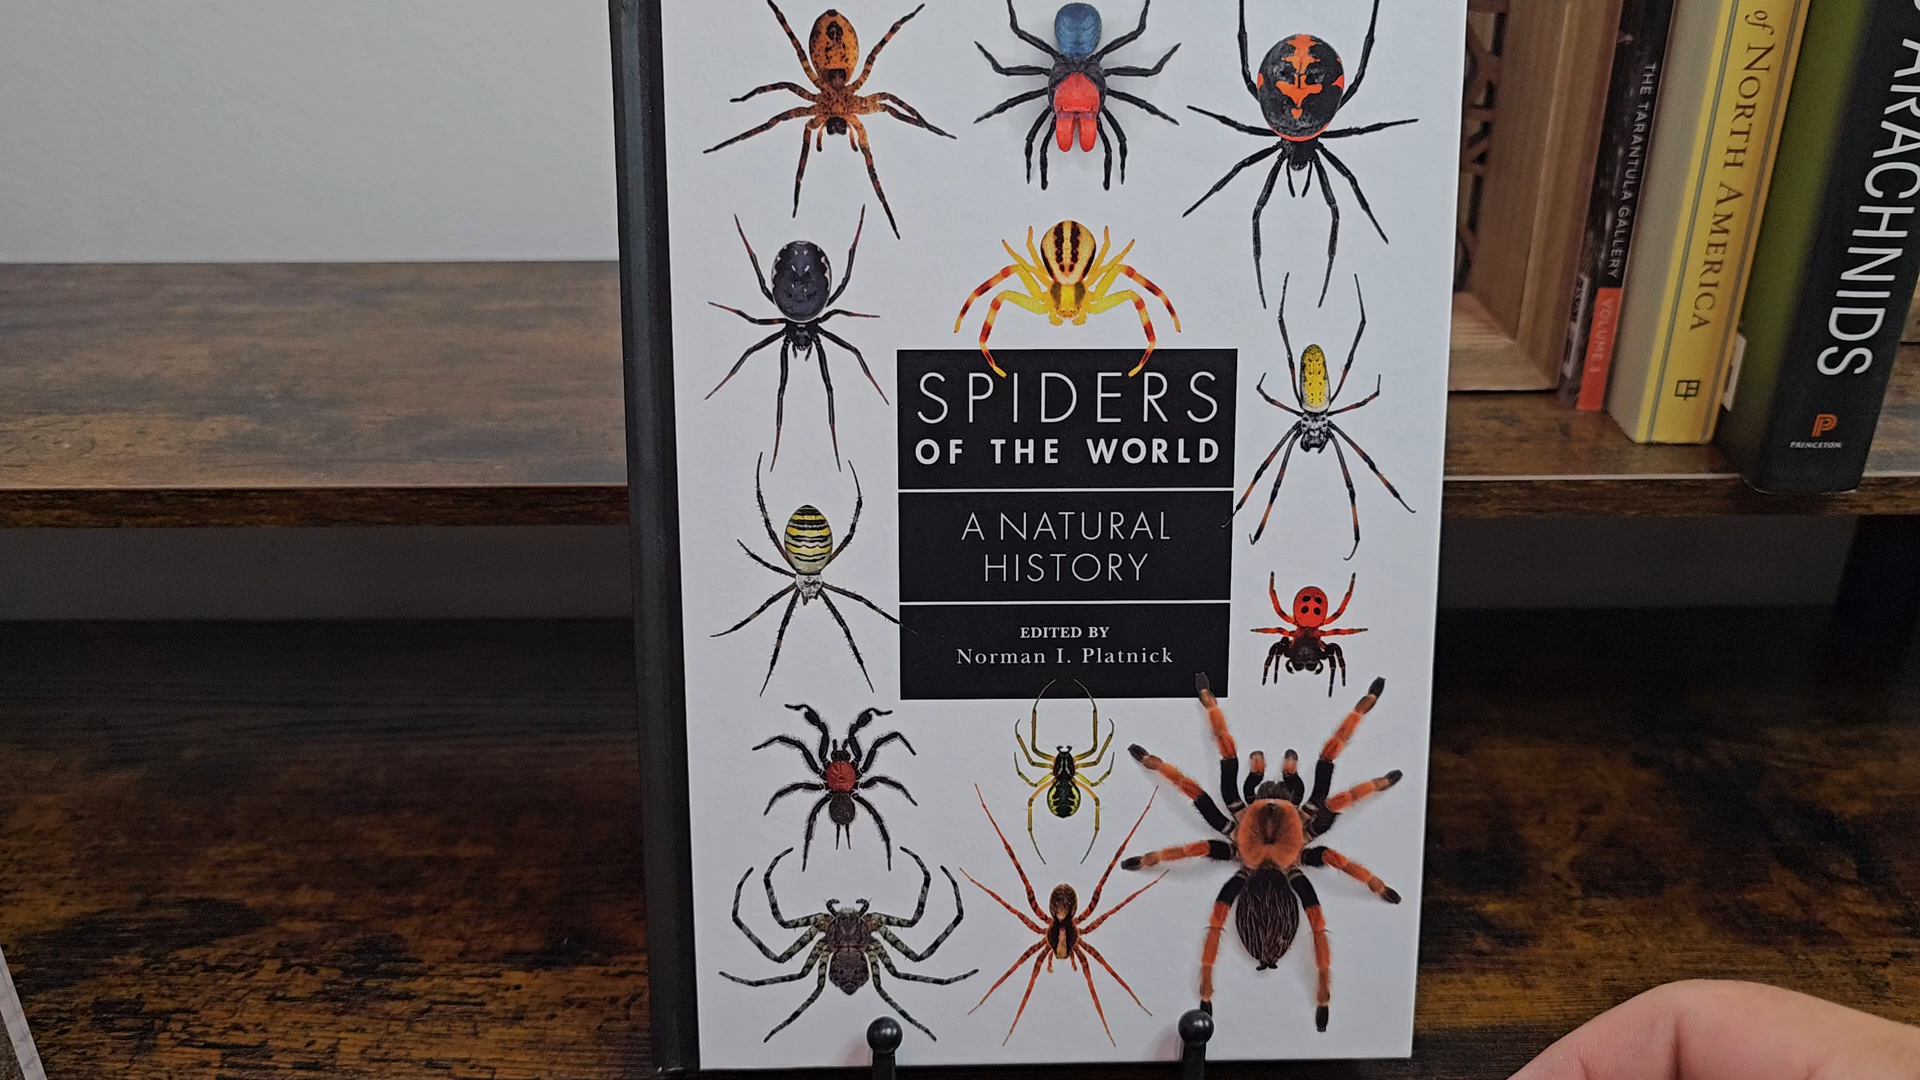 SPIDERS
OF THE WORLD
A NATURAL
HISTORY
EDITED BY
Norman I. Platnick
THE TARANTULA GALLERY
VOLUME
of NORTH AMERICA
ARACHNIDS
PRINCETON